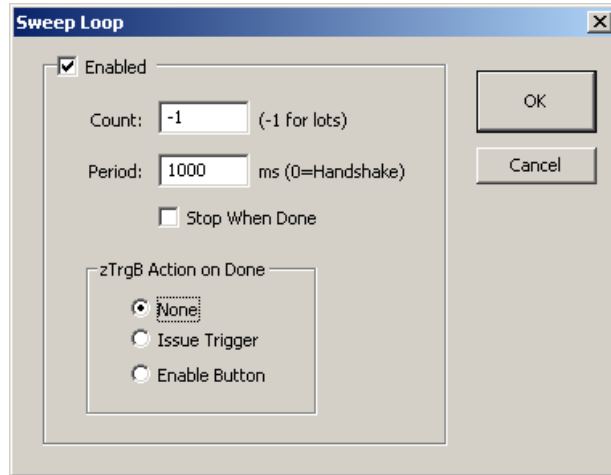 Sweep Loop
Enabled
Count: -1 (-1 for lots)
OK
Period: 1000 ms (0=Handshake)
Cancel
Stop When Done
zTrgB Action on Done
None
Issue Trigger
Enable Button